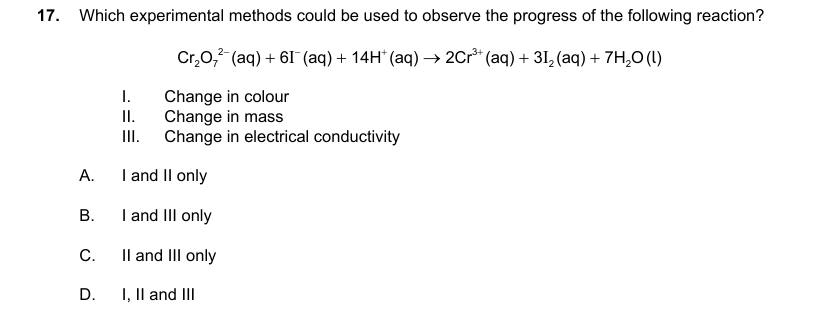 17. Which experimental methods could be used to observe the progress of the following reaction?
Cr₂O₇²⁻ (aq) + 6I⁻ (aq) + 14H⁺ (aq) → 2Cr³⁺ (aq) + 3I₂ (aq) + 7H₂O (l)
I. Change in colour
II. Change in mass
III. Change in electrical conductivity
A. I and II only
B. I and III only
C. II and III only
D. I, II and III